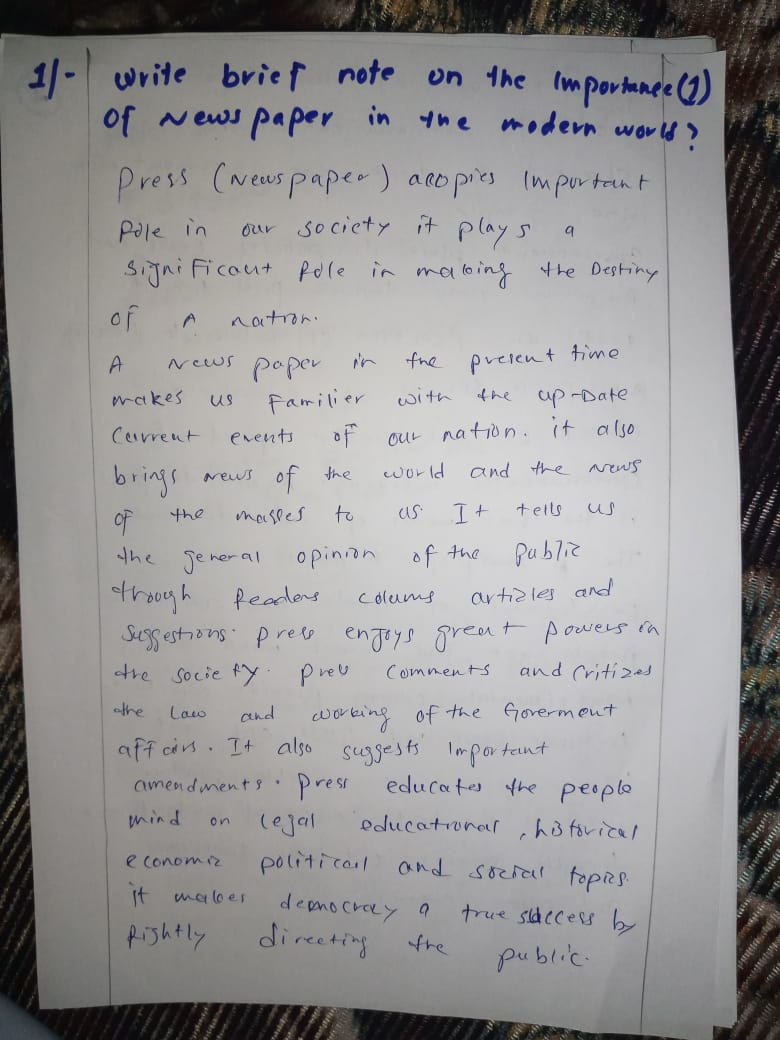 1/- write brief note on the Importance (1)
of News paper in the modern world?
Press (News paper) accopies Important
Role in our society it plays a
significant Role in making the Destiny
of A nation.
A News paper in the present time
makes us familier with the up-Date
Current events of our nation. it also
brings news of the world and the news
of the masses to us. It tells us
the general opinion of the Public
through Readers colums articles and
suggestions. press enjoys great powers in
the society. press comments and Critizes
the Law and working of the Goverment
affairs. It also suggests Important
amendments. Press educates the people
mind on legal educational, historical
economic political and social topics.
it makes democracy a true success by
Rightly directing the public.